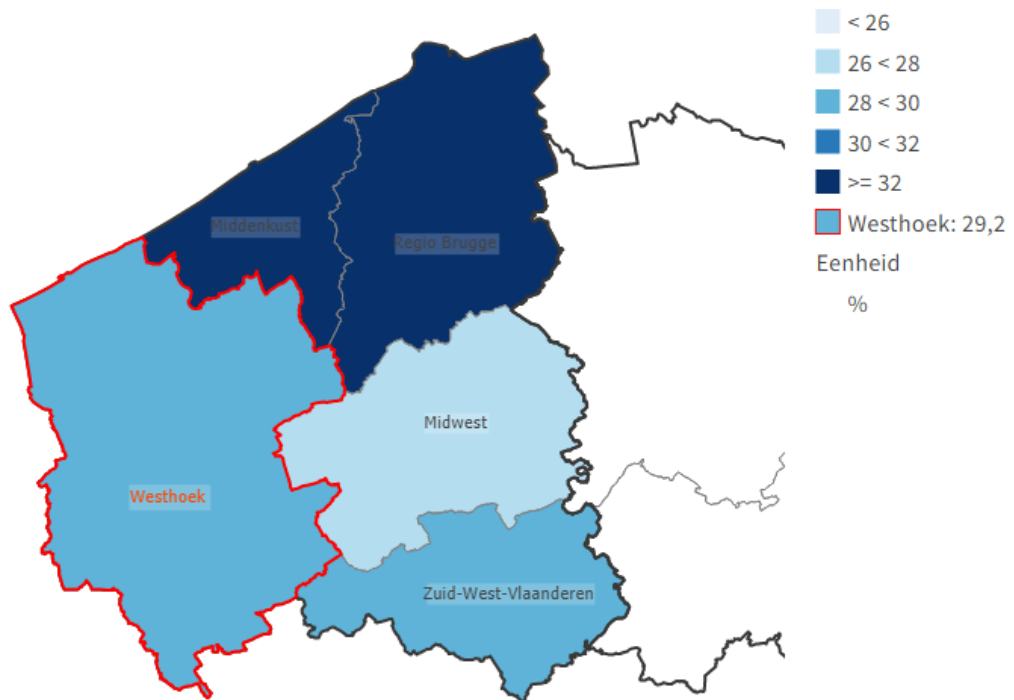 < 26
26 < 28
28 < 30
30 < 32
>= 32
Westhoek: 29,2
Eenheid
%
Middenkust
Regio Brugge
Midwest
Westhoek
Zuid-West-Vlaanderen